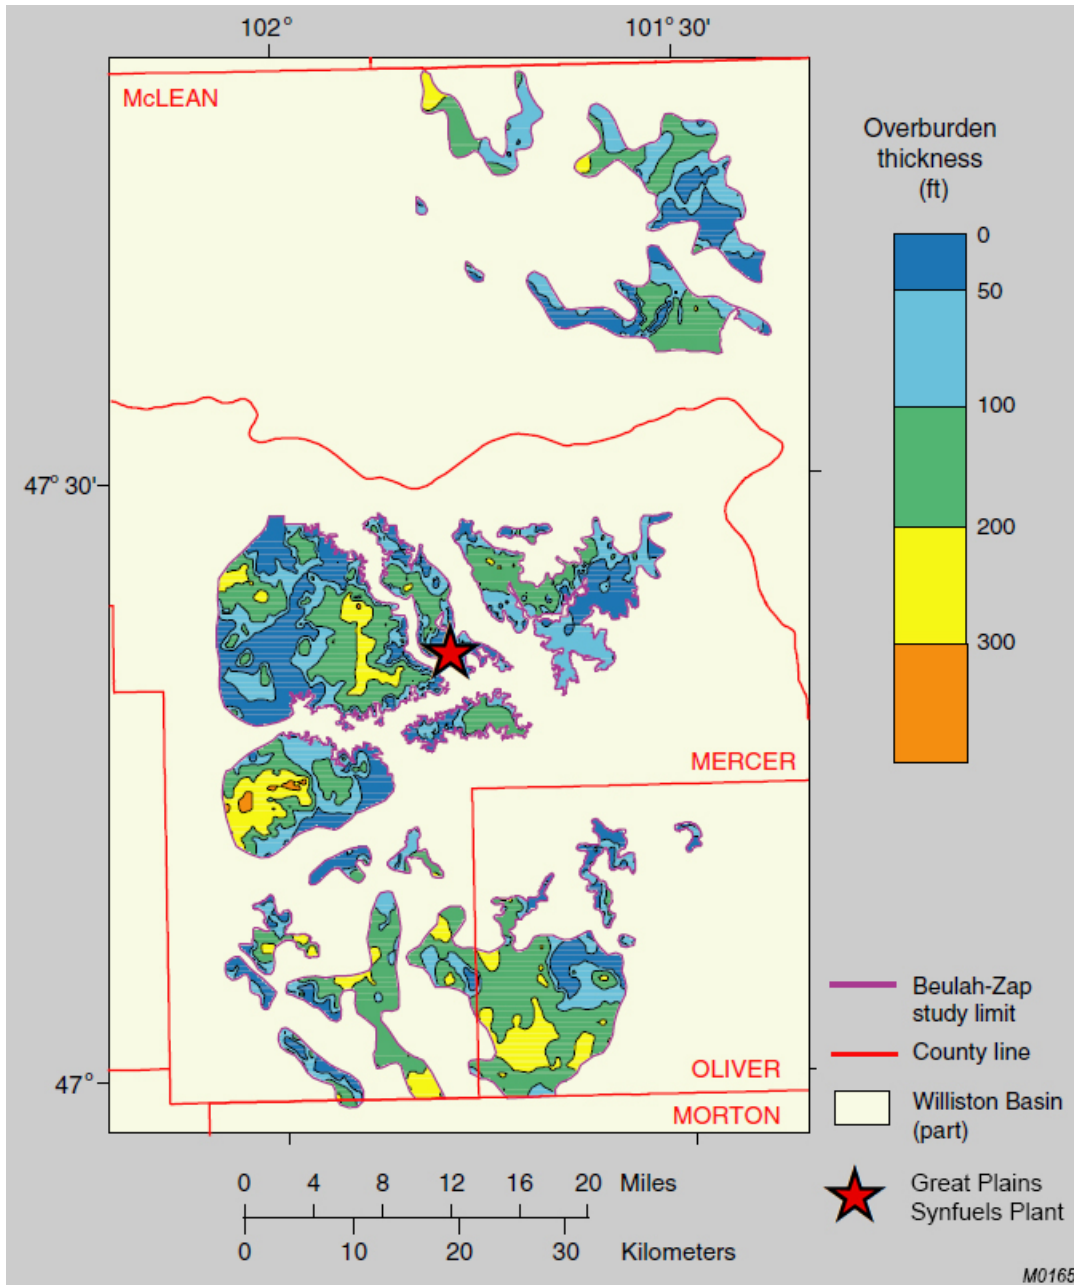 102°
101° 30'
McLEAN
47° 30'
MERCER
OLIVER
MORTON
47°
Overburden
thickness
(ft)
0
50
100
200
300
Beulah-Zap
study limit
County line
Williston Basin
(part)
Great Plains
Synfuels Plant
0 4 8 12 16 20 Miles
0 10 20 30 Kilometers
M0165